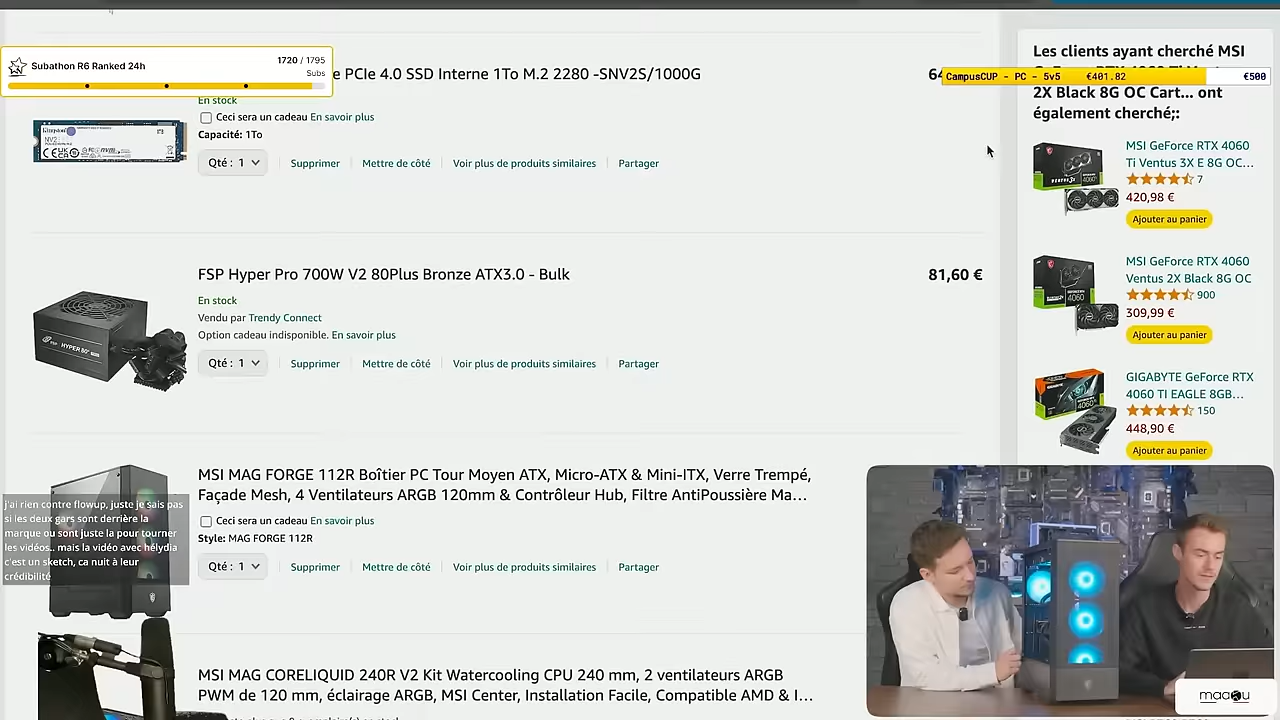 Subathon R6 Ranked 24h
1720 / 1795
Subs
e PCIe 4.0 SSD Interne 1To M.2 2280 -SNV2S/1000G
64
En stock
Ceci sera un cadeau En savoir plus
Capacité: 1To
Qté : 1
Supprimer
Mettre de côté
Voir plus de produits similaires
Partager
Kingston
NV2
FSP Hyper Pro 700W V2 80Plus Bronze ATX3.0 - Bulk
81,60 €
En stock
Vendu par Trendy Connect
Option cadeau indisponible. En savoir plus
Qté : 1
Supprimer
Mettre de côté
Voir plus de produits similaires
Partager
HYPER 80+
MSI MAG FORGE 112R Boîtier PC Tour Moyen ATX, Micro-ATX & Mini-ITX, Verre Trempé,
Façade Mesh, 4 Ventilateurs ARGB 120mm & Contrôleur Hub, Filtre AntiPoussière Ma...
Ceci sera un cadeau En savoir plus
Style: MAG FORGE 112R
Qté : 1
Supprimer
Mettre de côté
Voir plus de produits similaires
Partager
j'ai rien contre flowup, juste je sais pas
si les deux gars sont derrière la
marque ou sont juste la pour tourner
les vidéos.. mais la vidéo avec hélydia
c'est un sketch, ca nuit à leur
crédibilité
MSI MAG CORELIQUID 240R V2 Kit Watercooling CPU 240 mm, 2 ventilateurs ARGB
PWM de 120 mm, éclairage ARGB, MSI Center, Installation Facile, Compatible AMD & I...
Les clients ayant cherché MSI
CampusCUP - PC - 5v5
€401.82
€500
2X Black 8G OC Cart... ont
également cherché;:
MSI GeForce RTX 4060
Ti Ventus 3X E 8G OC...
7
420,98 €
Ajouter au panier
MSI GeForce RTX 4060
Ventus 2X Black 8G OC
900
309,99 €
Ajouter au panier
GIGABYTE GeForce RTX
4060 TI EAGLE 8GB...
150
448,90 €
Ajouter au panier